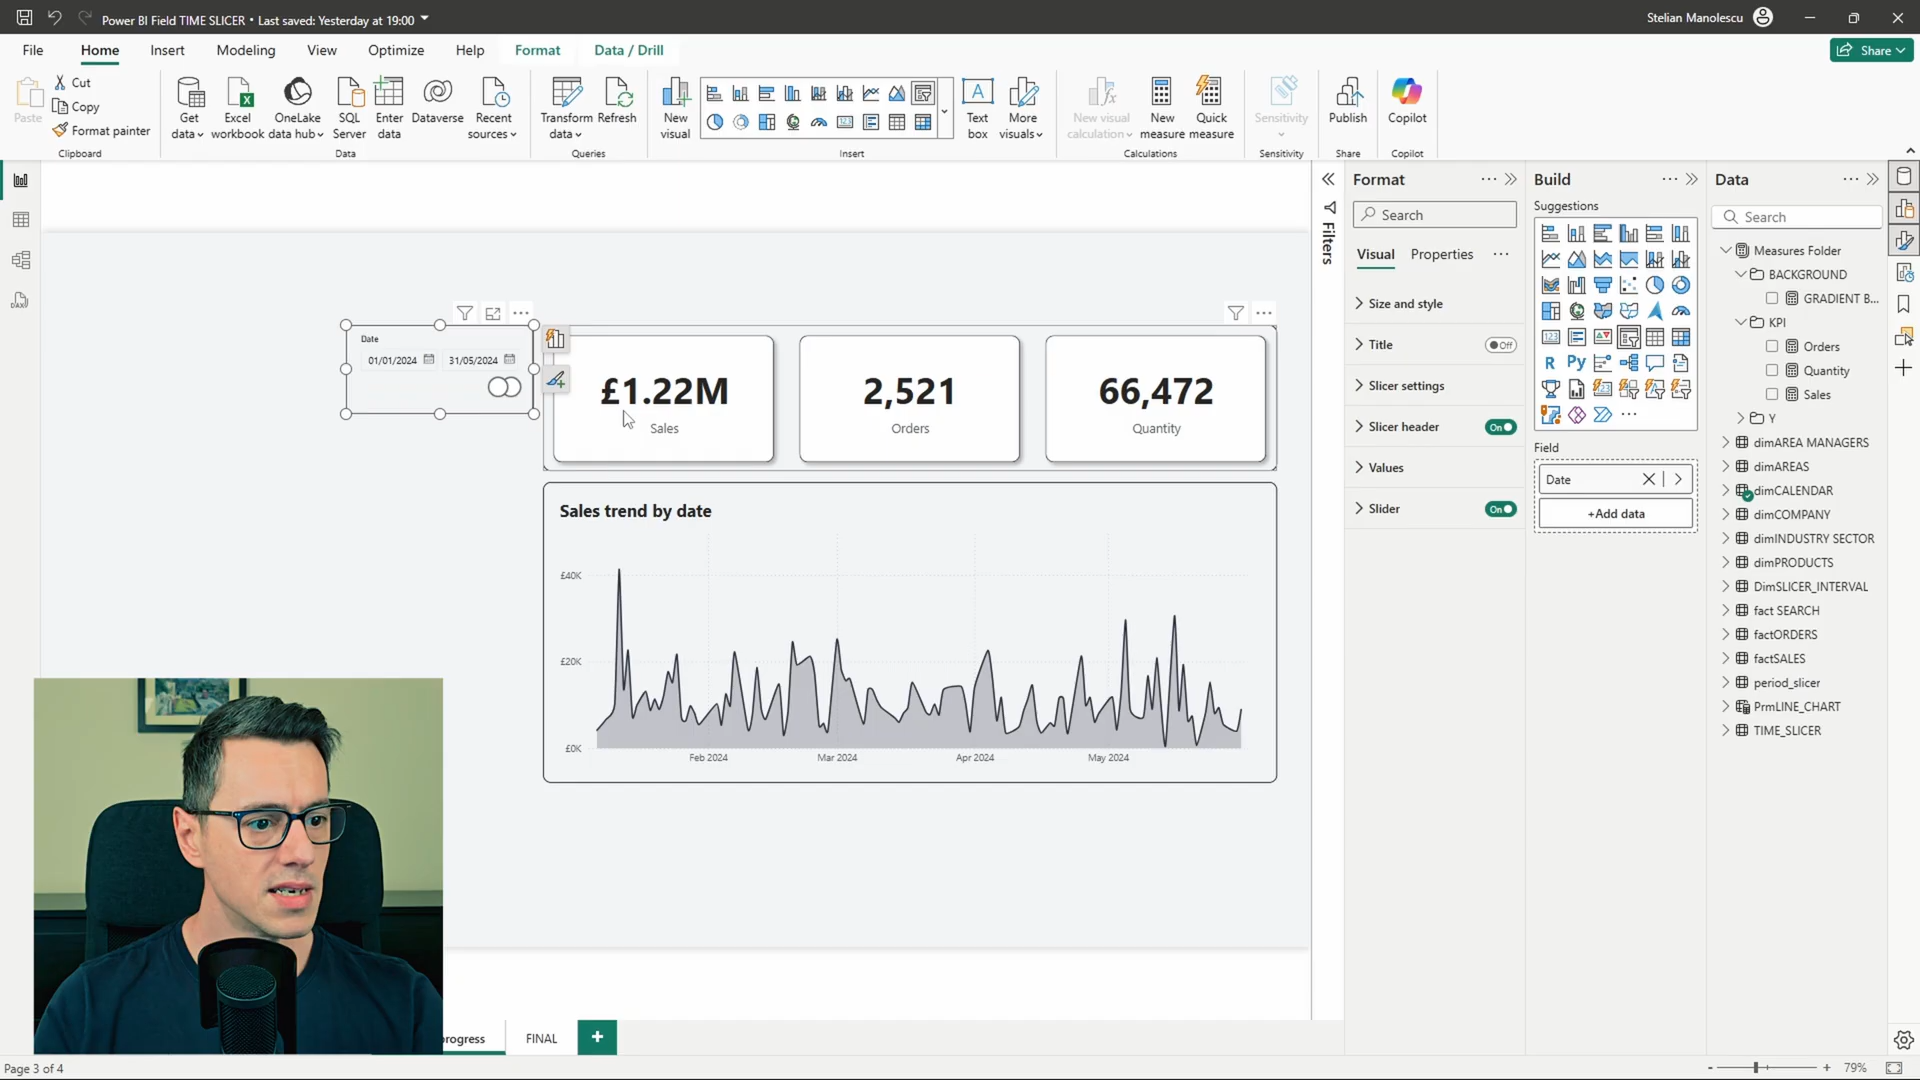 Power BI Field TIME SLICER • Last saved: Yesterday at 19:00
Stelian Manolescu
File
Home
Insert
Modeling
View
Optimize
Help
Format
Data / Drill
Share
Paste
Cut
Copy
Format painter
Clipboard
Get data
Excel workbook
OneLake data hub
SQL Server
Enter data
Dataverse
Recent sources
Data
Transform data
Refresh
Queries
New visual
Text box
More visuals
Insert
New visual calculation
New measure
Quick measure
Calculations
Sensitivity
Sensitivity
Publish
Share
Copilot
Copilot
Date
01/01/2024
31/05/2024
£1.22M
Sales
2,521
Orders
66,472
Quantity
Sales trend by date
£40K
£20K
£0K
Feb 2024
Mar 2024
Apr 2024
May 2024
Filters
Format
Search
Visual
Properties
Size and style
Title
Off
Slicer settings
Slicer header
On
Values
Slider
On
Build
Suggestions
R
Py
123
Field
Date
+Add data
Data
Search
Measures Folder
BACKGROUND
GRADIENT B...
KPI
Orders
Quantity
Sales
Y
dimAREA MANAGERS
dimAREAS
dimCALENDAR
dimCOMPANY
dimINDUSTRY SECTOR
dimPRODUCTS
DimSLICER_INTERVAL
fact SEARCH
factORDERS
factSALES
period_slicer
PrmLINE_CHART
TIME_SLICER
rogress
FINAL
Page 3 of 4
79%